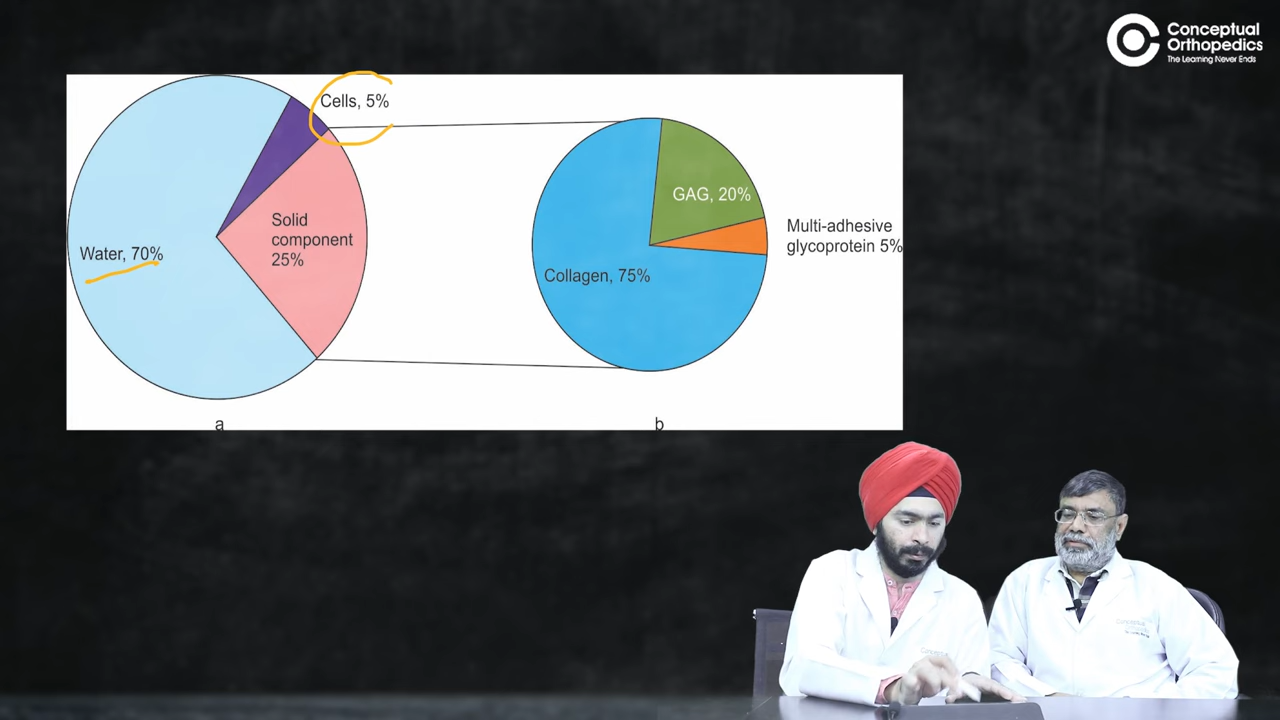 Conceptual
Orthopedics
The Learning Never Ends
Cells, 5%
Solid
component
25%
Water, 70%
a
GAG, 20%
Multi-adhesive
glycoprotein 5%
Collagen, 75%
b